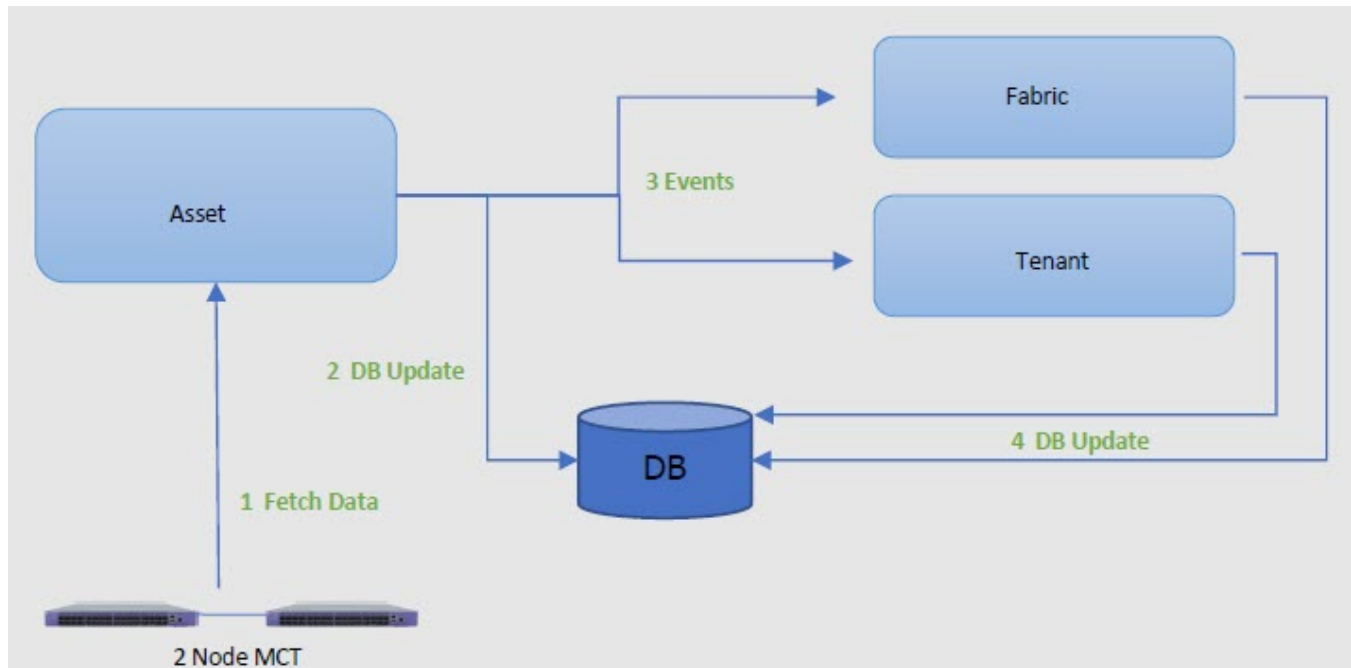 Fabric
3 Events
Asset
Tenant
2 DB Update
DB
4 DB Update
1 Fetch Data
2 Node MCT